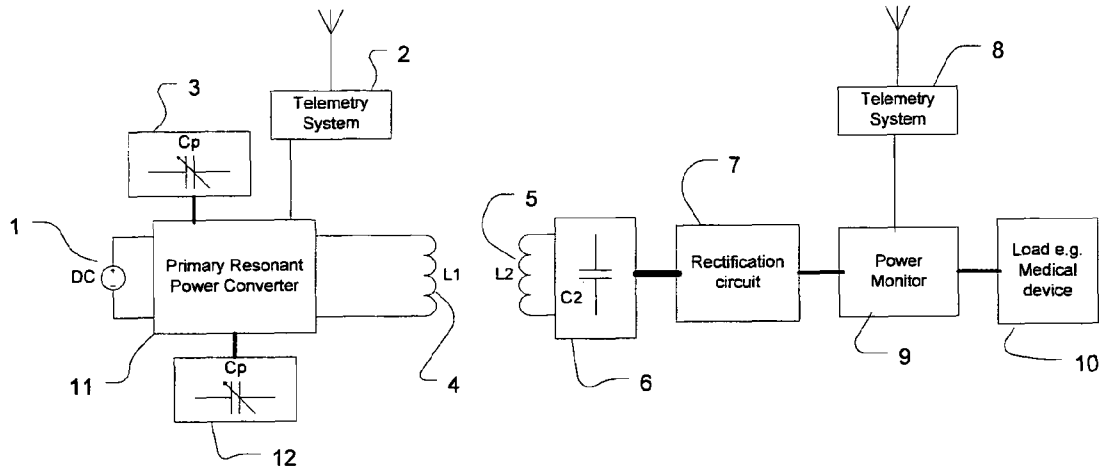 2
8
3
Telemetry
System
Telemetry
System
Cp
7
5
1
DC
Primary Resonant
Power Converter
L1
L2
C2
Rectification
circuit
Power
Monitor
Load e.g.
Medical
device
11
Cp
4
6
9
10
12